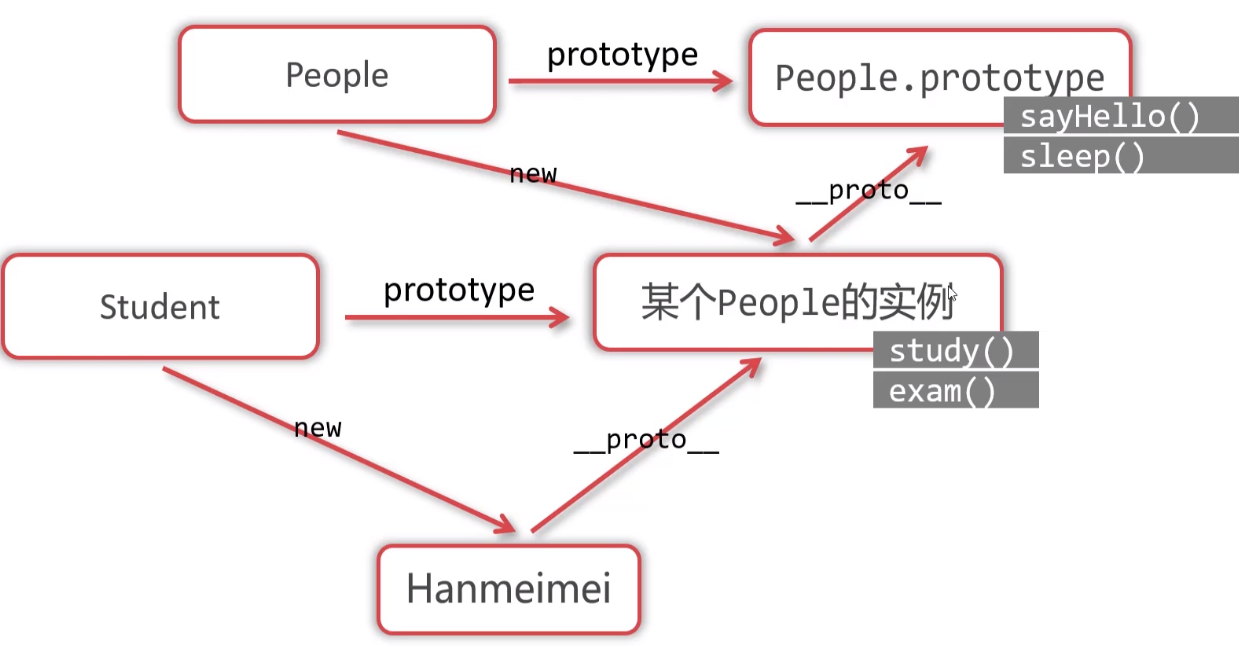 People
prototype
People.prototype
sayHello()
sleep()
new
__proto__
Student
prototype
某个People的实例
study()
exam()
new
__proto__
Hanmeimei